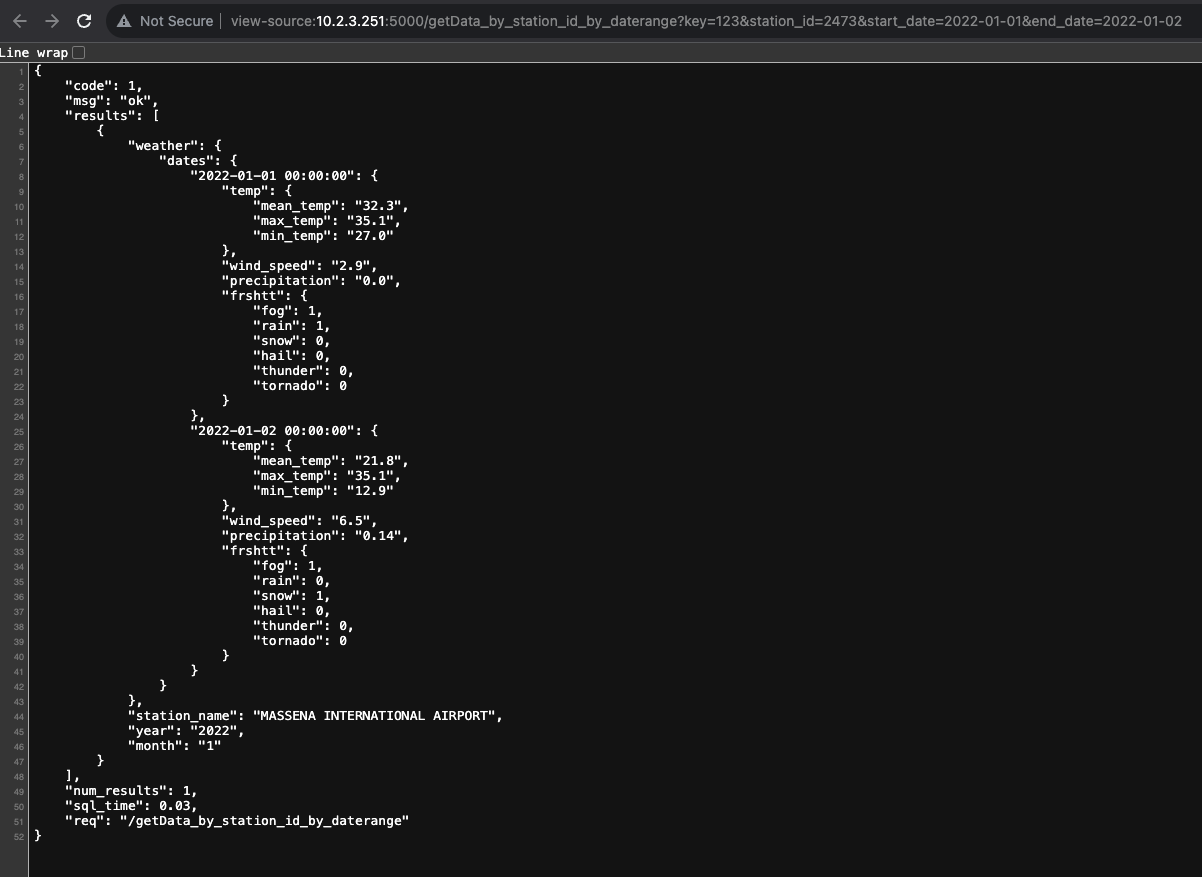 Not Secure | view-source:10.2.3.251:5000/getData_by_station_id_by_daterange?key=123&station_id=2473&start_date=2022-01-01&end_date=2022-01-02
Line wrap
1 {
2     "code": 1,
3     "msg": "ok",
4     "results": [
5         {
6             "weather": {
7                 "dates": {
8                     "2022-01-01 00:00:00": {
9                         "temp": {
10                             "mean_temp": "32.3",
11                             "max_temp": "35.1",
12                             "min_temp": "27.0"
13                         },
14                         "wind_speed": "2.9",
15                         "precipitation": "0.0",
16                         "frshtt": {
17                             "fog": 1,
18                             "rain": 1,
19                             "snow": 0,
20                             "hail": 0,
21                             "thunder": 0,
22                             "tornado": 0
23                         }
24                     },
25                     "2022-01-02 00:00:00": {
26                         "temp": {
27                             "mean_temp": "21.8",
28                             "max_temp": "35.1",
29                             "min_temp": "12.9"
30                         },
31                         "wind_speed": "6.5",
32                         "precipitation": "0.14",
33                         "frshtt": {
34                             "fog": 1,
35                             "rain": 0,
36                             "snow": 1,
37                             "hail": 0,
38                             "thunder": 0,
39                             "tornado": 0
40                         }
41                     }
42                 }
43             },
44             "station_name": "MASSENA INTERNATIONAL AIRPORT",
45             "year": "2022",
46             "month": "1"
47         }
48     ],
49     "num_results": 1,
50     "sql_time": 0.03,
51     "req": "/getData_by_station_id_by_daterange"
52 }